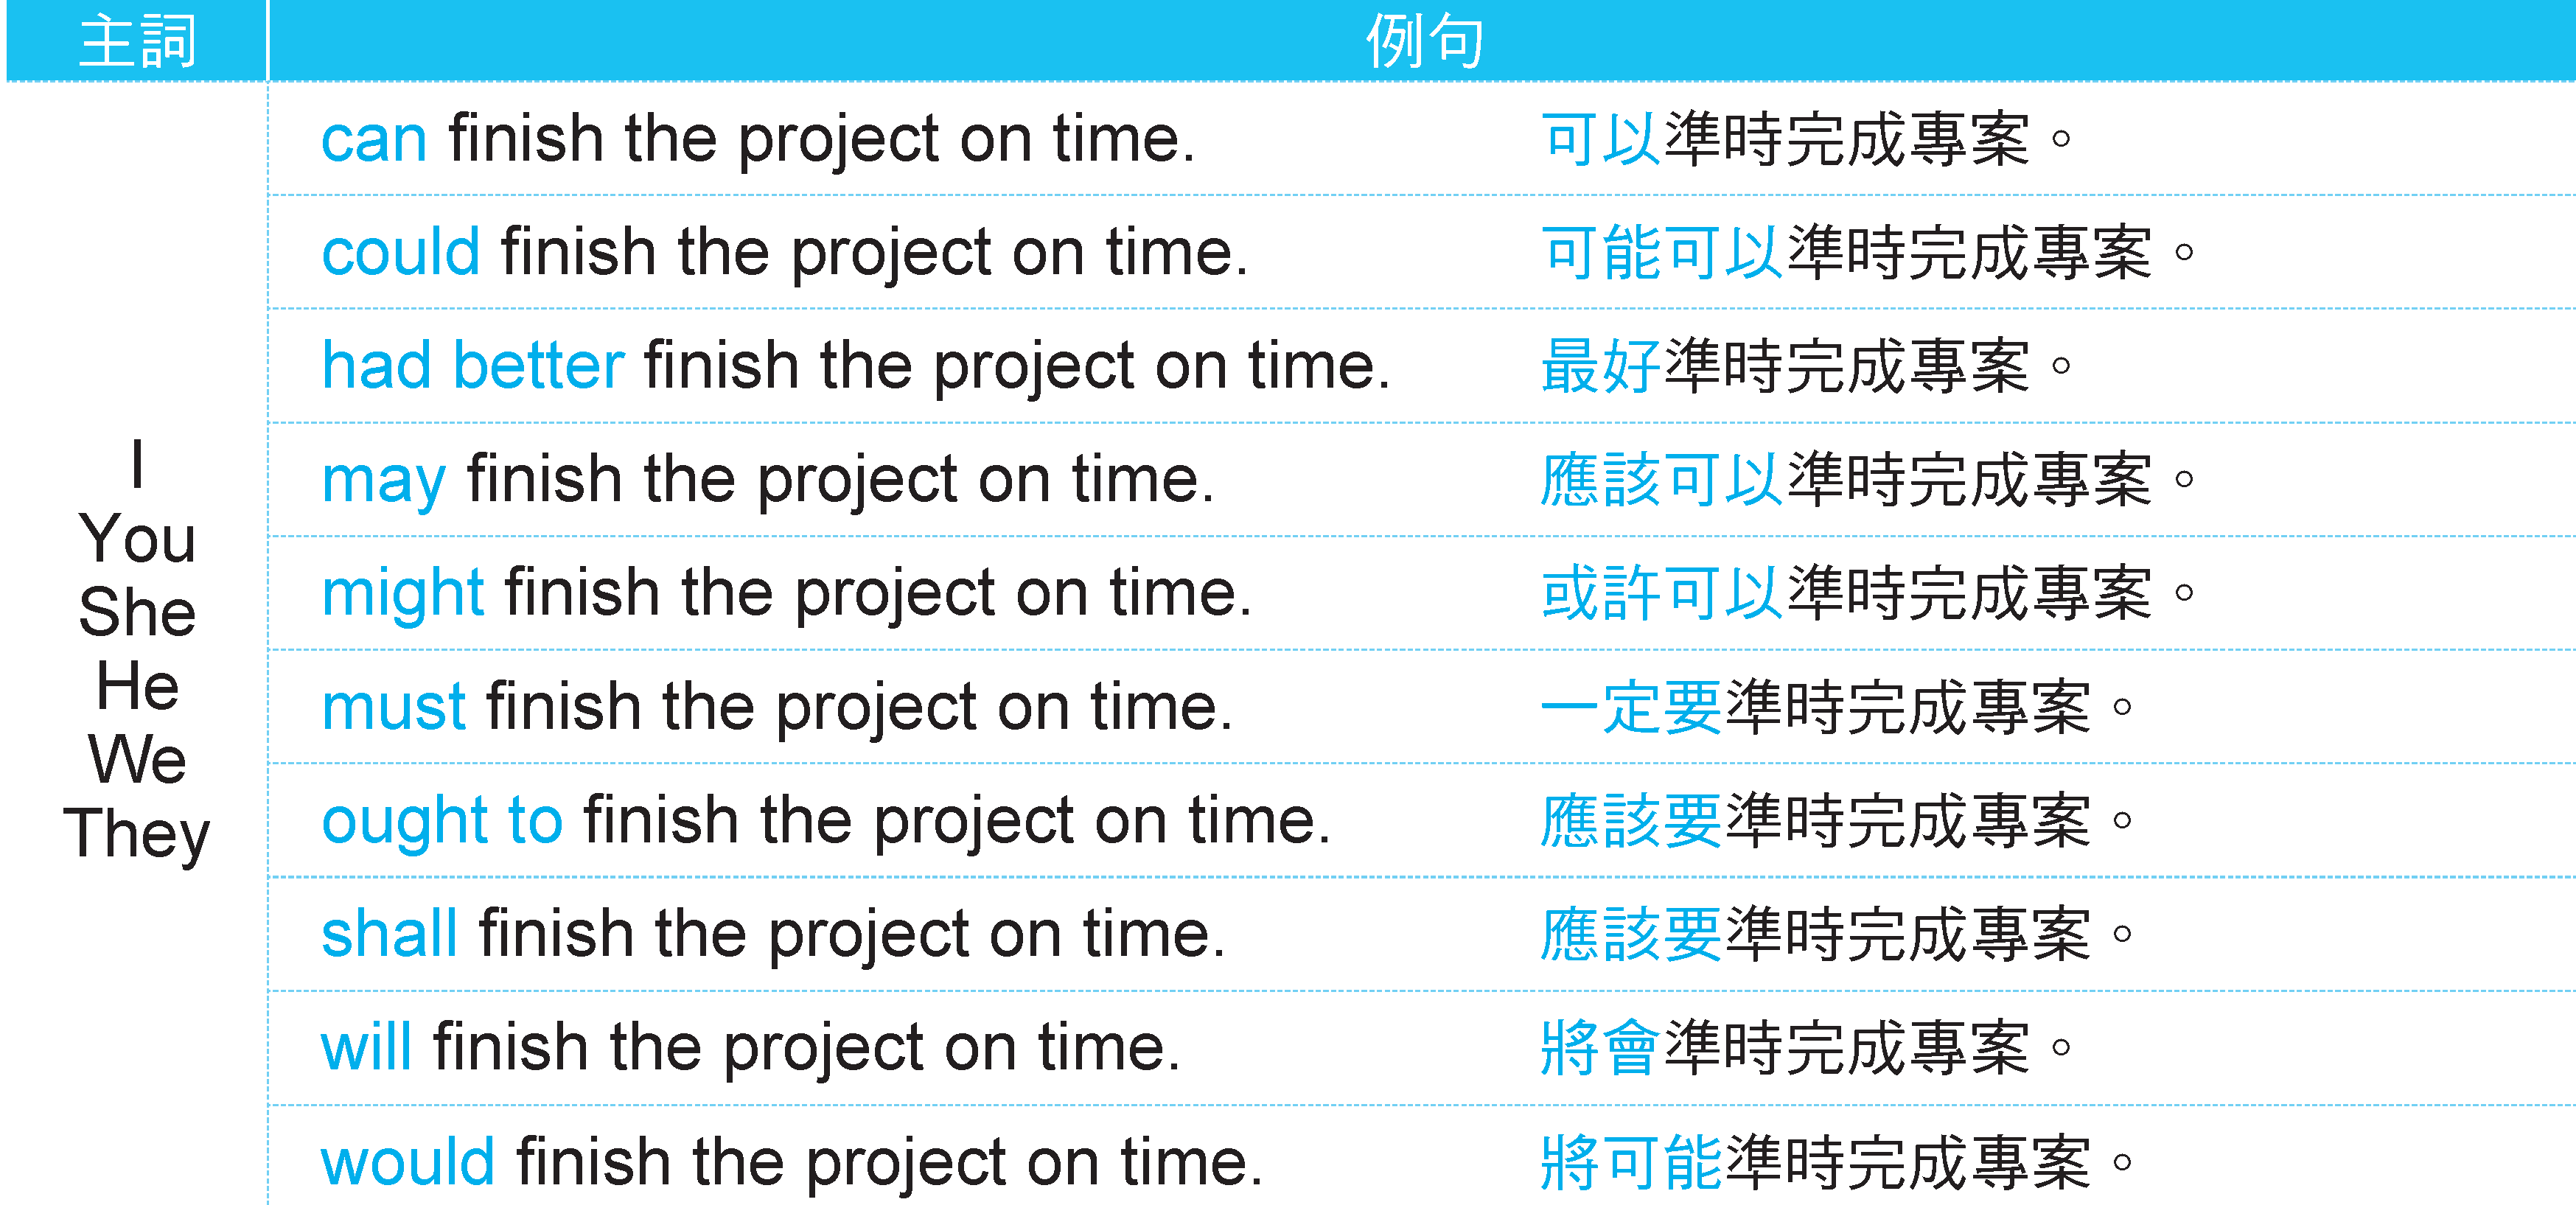 主詞 例句
I
You
She
He
We
They
can finish the project on time. 可以準時完成專案。
could finish the project on time. 可能可以準時完成專案。
had better finish the project on time. 最好準時完成專案。
may finish the project on time. 應該可以準時完成專案。
might finish the project on time. 或許可以準時完成專案。
must finish the project on time. 一定要準時完成專案。
ought to finish the project on time. 應該要準時完成專案。
shall finish the project on time. 應該要準時完成專案。
will finish the project on time. 將會準時完成專案。
would finish the project on time. 將可能準時完成專案。